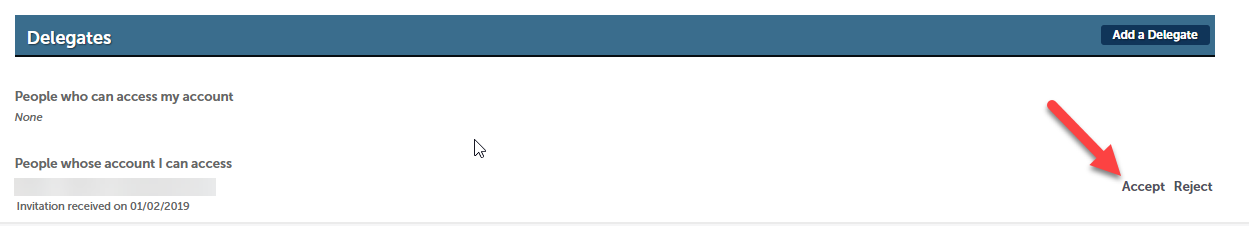 Delegates
Add a Delegate
People who can access my account
None
People whose account I can access
Accept Reject
Invitation received on 01/02/2019